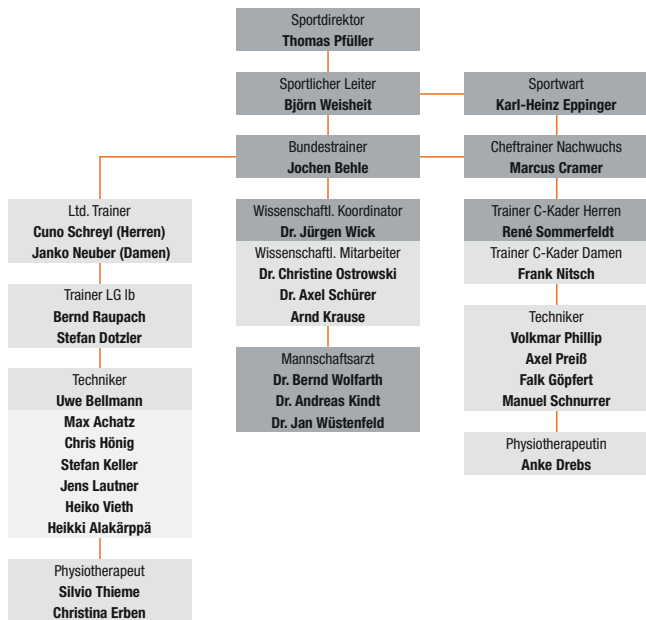 Sportdirektor
Thomas Pfüller
Sportlicher Leiter
Björn Weisheit
Sportwart
Karl-Heinz Eppinger
Bundestrainer
Jochen Behle
Cheftrainer Nachwuchs
Marcus Cramer
Ltd. Trainer
Cuno Schreyl (Herren)
Janko Neuber (Damen)
Trainer LG Ib
Bernd Raupach
Stefan Dotzler
Techniker
Uwe Bellmann
Max Achatz
Chris Hönig
Stefan Keller
Jens Lautner
Heiko Vieth
Heikki Alakärppä
Physiotherapeut
Silvio Thieme
Christina Erben
Wissenschaftl. Koordinator
Dr. Jürgen Wick
Wissenschaftl. Mitarbeiter
Dr. Christine Ostrowski
Dr. Axel Schürer
Arnd Krause
Mannschaftsarzt
Dr. Bernd Wolfarth
Dr. Andreas Kindt
Dr. Jan Wüstenfeld
Trainer C-Kader Herren
René Sommerfeldt
Trainer C-Kader Damen
Frank Nitsch
Techniker
Volkmar Phillip
Axel Preiß
Falk Göpfert
Manuel Schnurrer
Physiotherapeutin
Anke Drebs